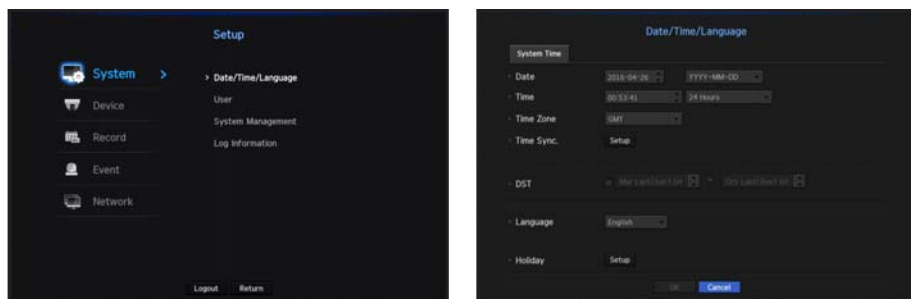 Setup
System >
> Date/Time/Language
Device
User
Record
System Management
Event
Log Information
Network
Logout
Return
Date/Time/Language
System Time
· Date
2016-04-26
YYYY-MM-DD
· Time
00:53:41
24 Hours
· Time Zone
GMT
· Time Sync.
Setup
· DST
· Language
English
· Holiday
Setup
OK
Cancel